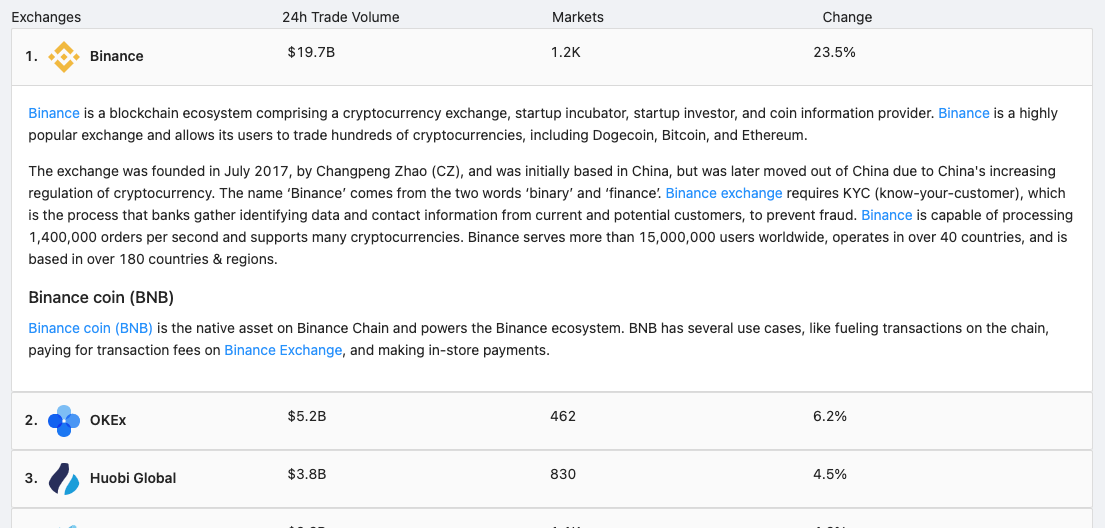 Exchanges 24h Trade Volume Markets Change
1. Binance $19.7B 1.2K 23.5%
Binance is a blockchain ecosystem comprising a cryptocurrency exchange, startup incubator, startup investor, and coin information provider. Binance is a highly
popular exchange and allows its users to trade hundreds of cryptocurrencies, including Dogecoin, Bitcoin, and Ethereum.
The exchange was founded in July 2017, by Changpeng Zhao (CZ), and was initially based in China, but was later moved out of China due to China's increasing
regulation of cryptocurrency. The name ‘Binance’ comes from the two words ‘binary’ and ‘finance’. Binance exchange requires KYC (know-your-customer), which
is the process that banks gather identifying data and contact information from current and potential customers, to prevent fraud. Binance is capable of processing
1,400,000 orders per second and supports many cryptocurrencies. Binance serves more than 15,000,000 users worldwide, operates in over 40 countries, and is
based in over 180 countries & regions.
Binance coin (BNB)
Binance coin (BNB) is the native asset on Binance Chain and powers the Binance ecosystem. BNB has several use cases, like fueling transactions on the chain,
paying for transaction fees on Binance Exchange, and making in-store payments.
2. OKEx $5.2B 462 6.2%
3. Huobi Global $3.8B 830 4.5%